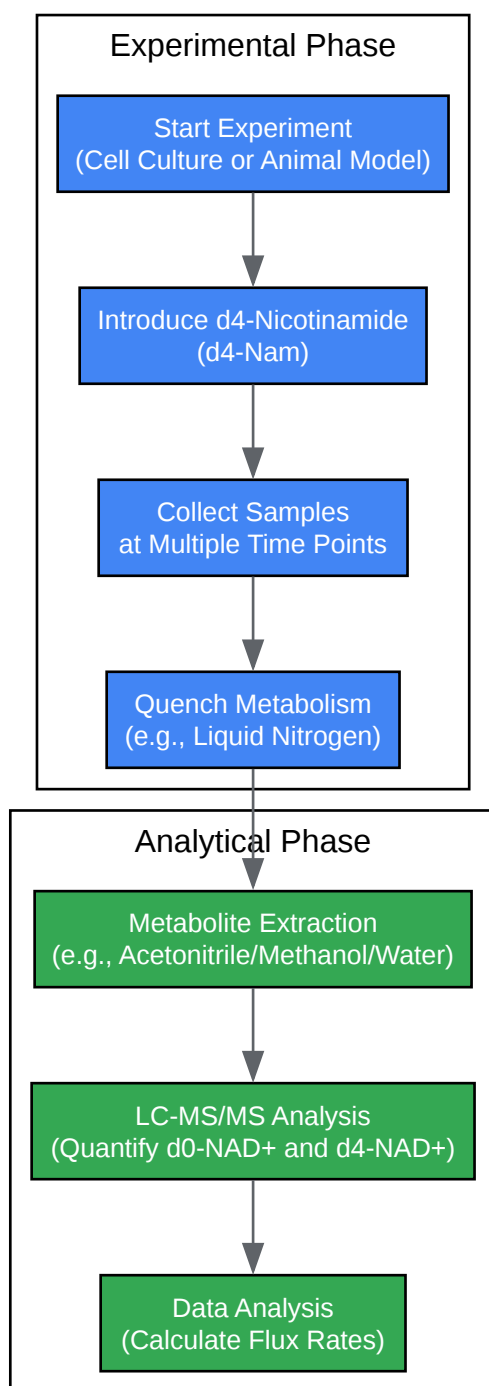 Experimental Phase
Start Experiment
(Cell Culture or Animal Model)
Introduce d4-Nicotinamide
(d4-Nam)
Collect Samples
at Multiple Time Points
Quench Metabolism
(e.g., Liquid Nitrogen)
Analytical Phase
Metabolite Extraction
(e.g., Acetonitrile/Methanol/Water)
LC-MS/MS Analysis
(Quantify d0-NAD+ and d4-NAD+)
Data Analysis
(Calculate Flux Rates)